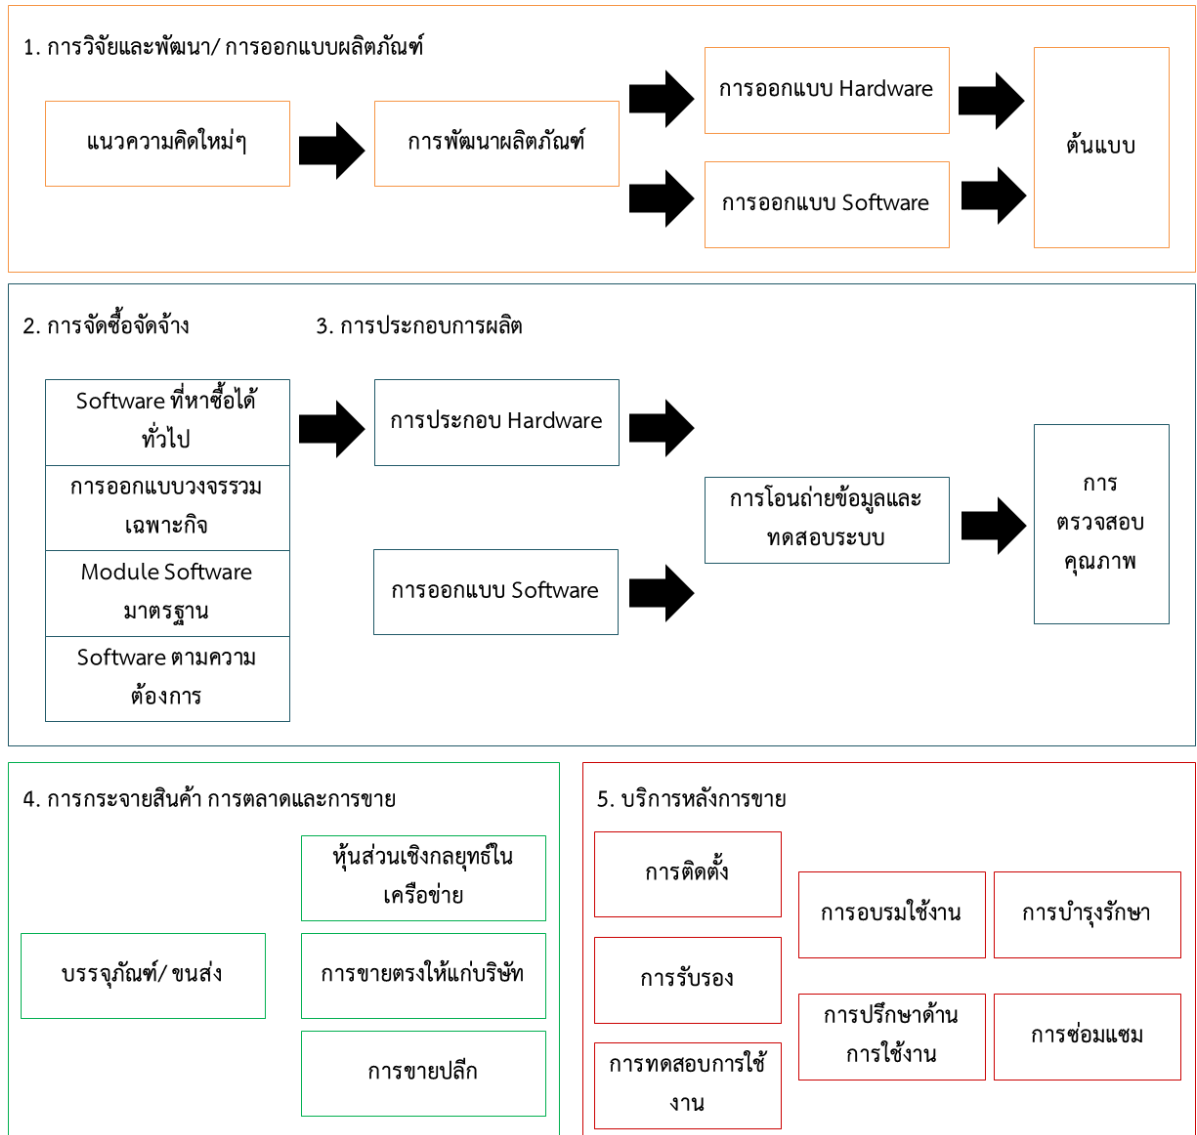 1. การวิจัยและพัฒนา/ การออกแบบผลิตภัณฑ์
แนวความคิดใหม่ๆ
การพัฒนาผลิตภัณฑ์
การออกแบบ Hardware
การออกแบบ Software
ต้นแบบ
2. การจัดซื้อจัดจ้าง
Software ที่หาซื้อได้
ทั่วไป
การออกแบบวงจรรวม
เฉพาะกิจ
Module Software
มาตรฐาน
Software ตามความ
ต้องการ
3. การประกอบการผลิต
การประกอบ Hardware
การออกแบบ Software
การโอนถ่ายข้อมูลและ
ทดสอบระบบ
การ
ตรวจสอบ
คุณภาพ
4. การกระจายสินค้า การตลาดและการขาย
บรรจุภัณฑ์/ ขนส่ง
หุ้นส่วนเชิงกลยุทธ์ใน
เครือข่าย
การขายตรงให้แก่บริษัท
การขายปลีก
5. บริการหลังการขาย
การติดตั้ง
การรับรอง
การทดสอบการใช้
งาน
การอบรมใช้งาน
การปรึกษาด้าน
การใช้งาน
การบำรุงรักษา
การซ่อมแซม